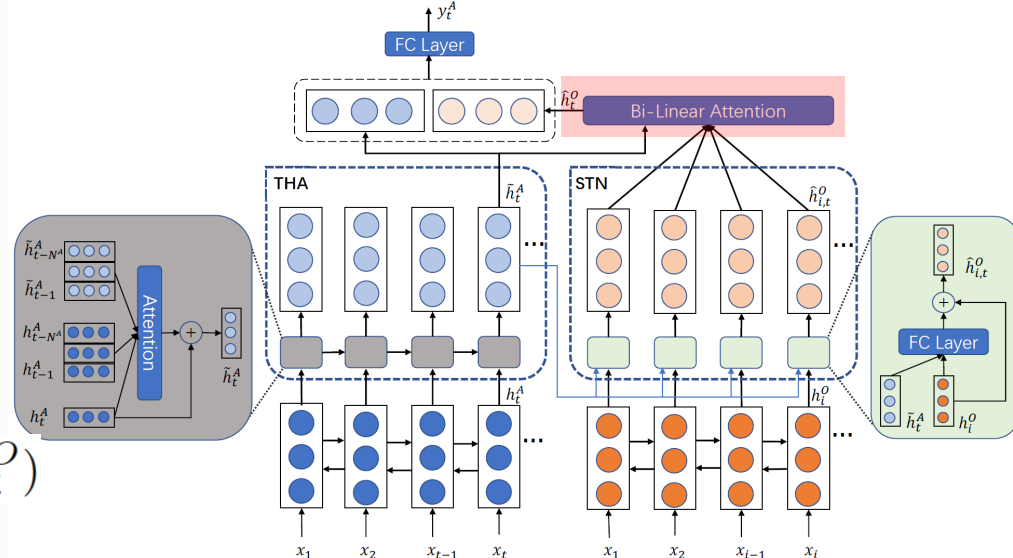 y_t^A
FC Layer
ĥ_t^O
Bi-Linear Attention
THA
h̃_t^A
STN
ĥ_{i,t}^O
...
...
h̃_{t-N^A}^A
h̃_{t-1}^A
h_{t-N^A}^A
h_{t-1}^A
h_t^A
Attention
+
h̃_t^A
ĥ_{i,t}^O
+
FC Layer
h̃_t^A
h_i^O
h_t^A
h_i^O
...
...
)
x_1 x_2 x_{t-1} x_t x_1 x_2 x_{i-1} x_i